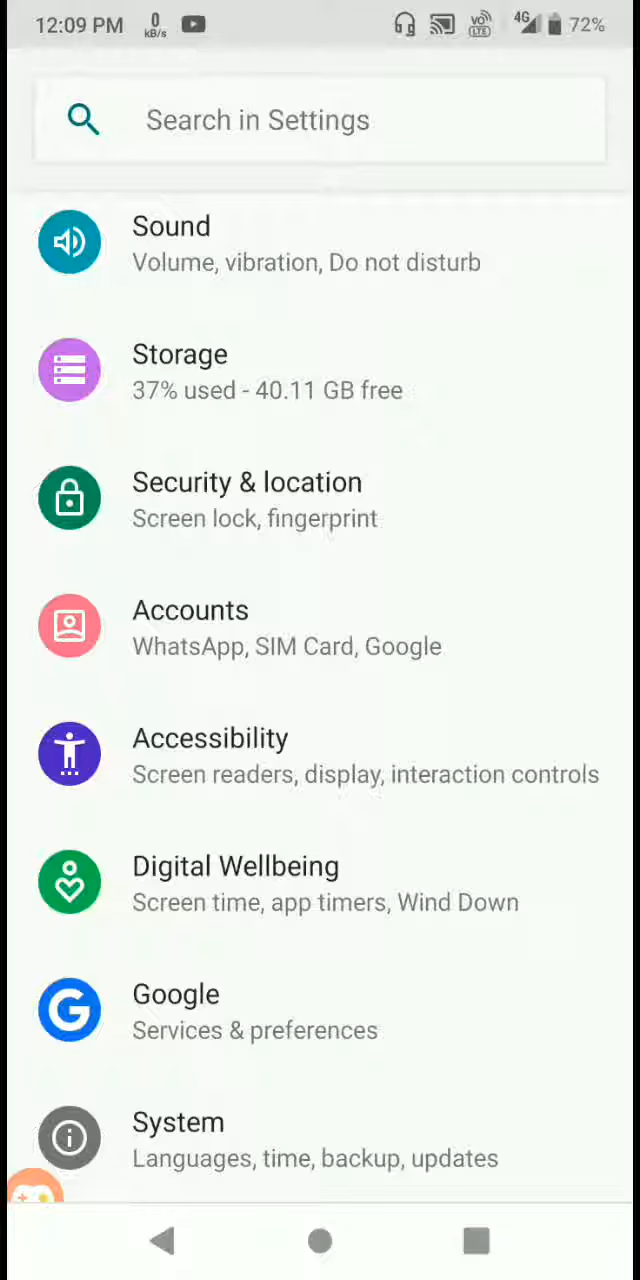 12:09 PM 0 kB/s 4G VO LTE 72%
Search in Settings
Sound
Volume, vibration, Do not disturb
Storage
37% used - 40.11 GB free
Security & location
Screen lock, fingerprint
Accounts
WhatsApp, SIM Card, Google
Accessibility
Screen readers, display, interaction controls
Digital Wellbeing
Screen time, app timers, Wind Down
Google
Services & preferences
System
Languages, time, backup, updates